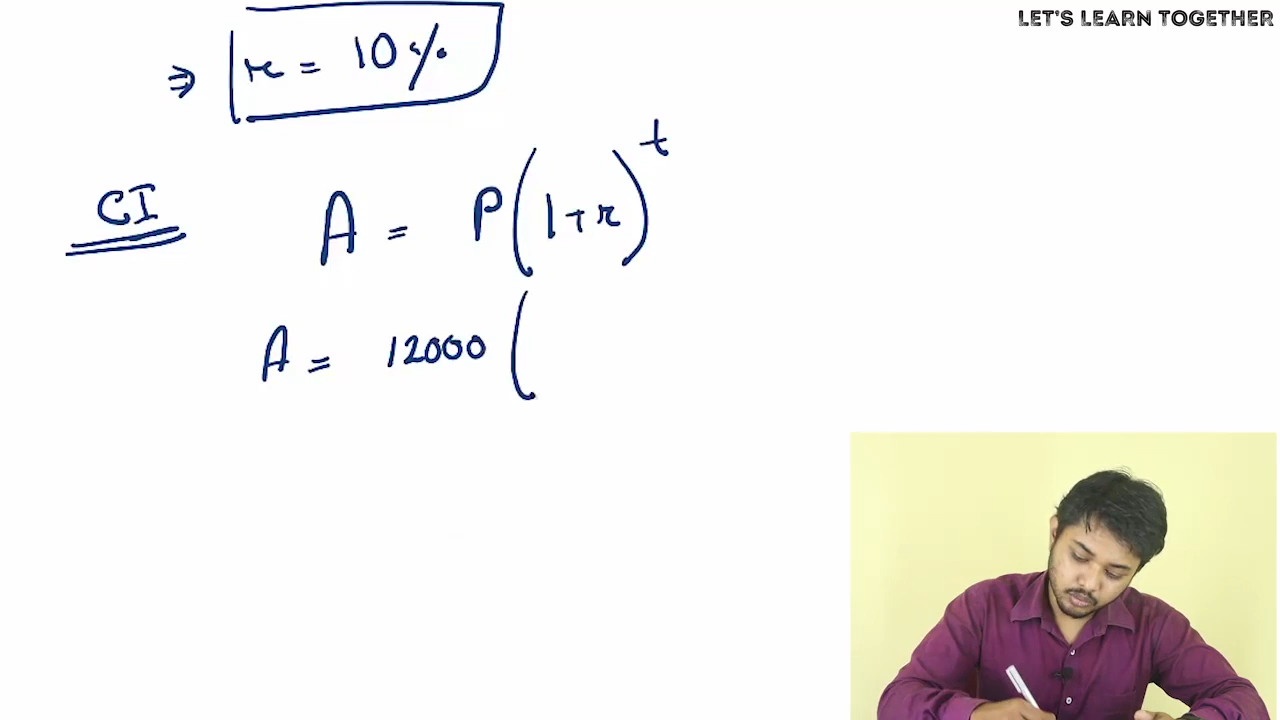 LET'S LEARN TOGETHER
⇒ r = 10%
CI A = P(1+r)^t
A = 12000 (